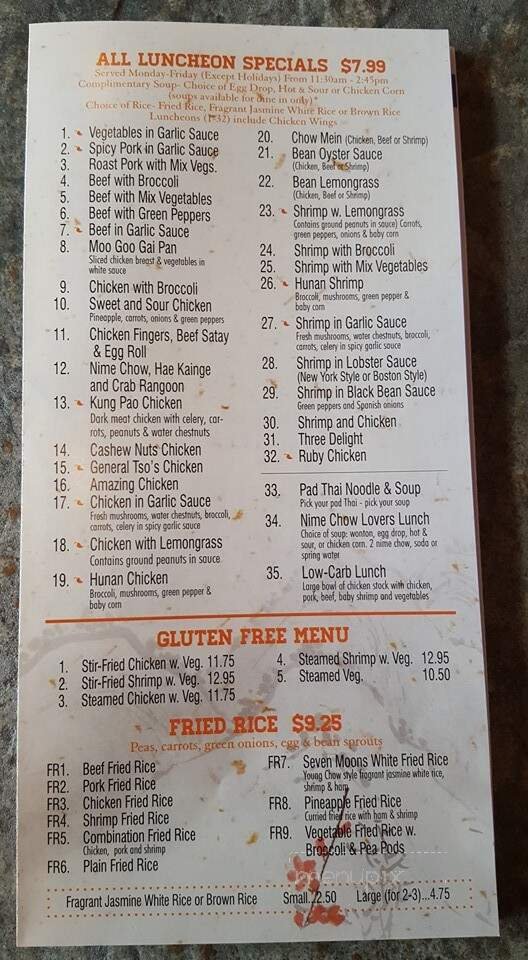 ALL LUNCHEON SPECIALS $7.99
Served Monday-Friday (Except Holidays) From 11:30am - 2:45pm
Complimentary Soup- Choice of Egg Drop, Hot & Sour or Chicken Corn
(soups available for dine in only)*
Choice of Rice- Fried Rice, Fragrant Jasmine White Rice or Brown Rice
Luncheons (1-32) include Chicken Wings
1. Vegetables in Garlic Sauce
2. Spicy Pork in Garlic Sauce
3. Roast Pork with Mix Vegs.
4. Beef with Broccoli
5. Beef with Mix Vegetables
6. Beef with Green Peppers
7. Beef in Garlic Sauce
8. Moo Goo Gai Pan
Sliced chicken breast & vegetables in
white sauce
9. Chicken with Broccoli
10. Sweet and Sour Chicken
Pineapple, carrots, onions & green peppers
11. Chicken Fingers, Beef Satay
& Egg Roll
12. Nime Chow, Hae Kainge
and Crab Rangoon
13. Kung Pao Chicken
Dark meat chicken with celery, car-
rots, peanuts & water chestnuts
14. Cashew Nuts Chicken
15. General Tso's Chicken
16. Amazing Chicken
17. Chicken in Garlic Sauce
Fresh mushrooms, water chestnuts, broccoli,
carrots, celery in spicy garlic sauce
18. Chicken with Lemongrass
Contains ground peanuts in sauce
19. Hunan Chicken
Broccoli, mushrooms, green pepper &
baby corn
20. Chow Mein (Chicken, Beef or Shrimp)
21. Bean Oyster Sauce
(Chicken, Beef or Shrimp)
22. Bean Lemongrass
(Chicken, Beef or Shrimp)
23. Shrimp w. Lemongrass
Contains ground peanuts in sauce) Carrots,
green peppers, onions & baby corn
24. Shrimp with Broccoli
25. Shrimp with Mix Vegetables
26. Hunan Shrimp
Broccoli, mushrooms, green pepper &
baby corn
27. Shrimp in Garlic Sauce
Fresh mushrooms, water chestnuts, broccoli,
carrots, celery in spicy garlic sauce
28. Shrimp in Lobster Sauce
(New York Style or Boston Style)
29. Shrimp in Black Bean Sauce
Green peppers and Spanish onions
30. Shrimp and Chicken
31. Three Delight
32. Ruby Chicken
33. Pad Thai Noodle & Soup
Pick your pad Thai - pick your soup
34. Nime Chow Lovers Lunch
Choice of soup: wonton, egg drop, hot &
sour, or chicken corn. 2 nime chow, soda or
spring water
35. Low-Carb Lunch
Large bowl of chicken stock with chicken,
pork, beef, baby shrimp and vegetables
GLUTEN FREE MENU
1. Stir-Fried Chicken w. Veg. 11.75
2. Stir-Fried Shrimp w. Veg. 12.95
3. Steamed Chicken w. Veg. 11.75
4. Steamed Shrimp w. Veg. 12.95
5. Steamed Veg. 10.50
FRIED RICE $9.25
Peas, carrots, green onions, egg & bean sprouts
FR1. Beef Fried Rice
FR2. Pork Fried Rice
FR3. Chicken Fried Rice
FR4. Shrimp Fried Rice
FR5. Combination Fried Rice
Chicken, pork and shrimp
FR6. Plain Fried Rice
FR7. Seven Moons White Fried Rice
Young Chow style fragrant jasmine white rice,
shrimp & ham
FR8. Pineapple Fried Rice
Curried fried rice with ham & shrimp
FR9. Vegetable Fried Rice w.
Broccoli & Pea Pods
menupix
Fragrant Jasmine White Rice or Brown Rice Small..2.50 Large (for 2-3)...4.75